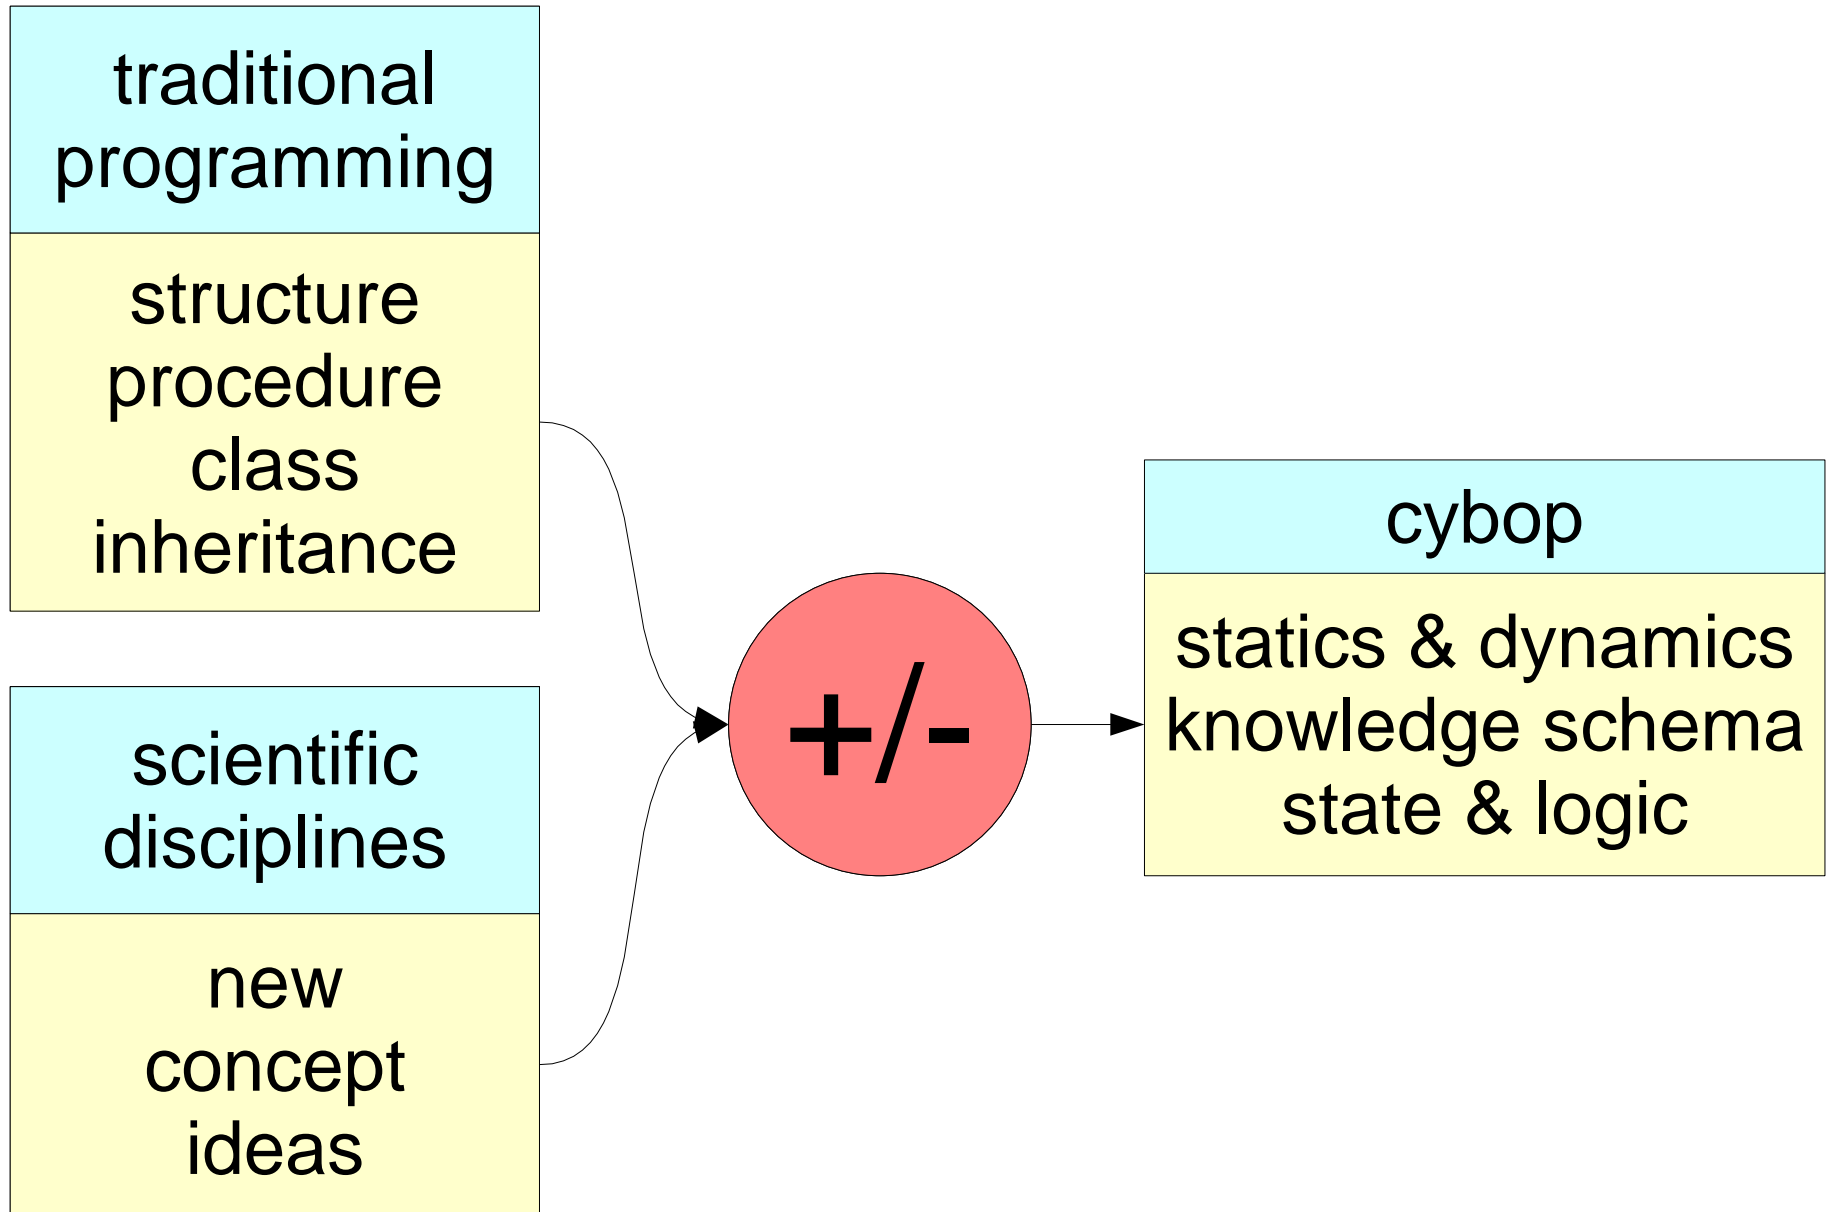 traditional
programming
structure
procedure
class
inheritance
scientific
disciplines
new
concept
ideas
+/-
cybop
statics & dynamics
knowledge schema
state & logic